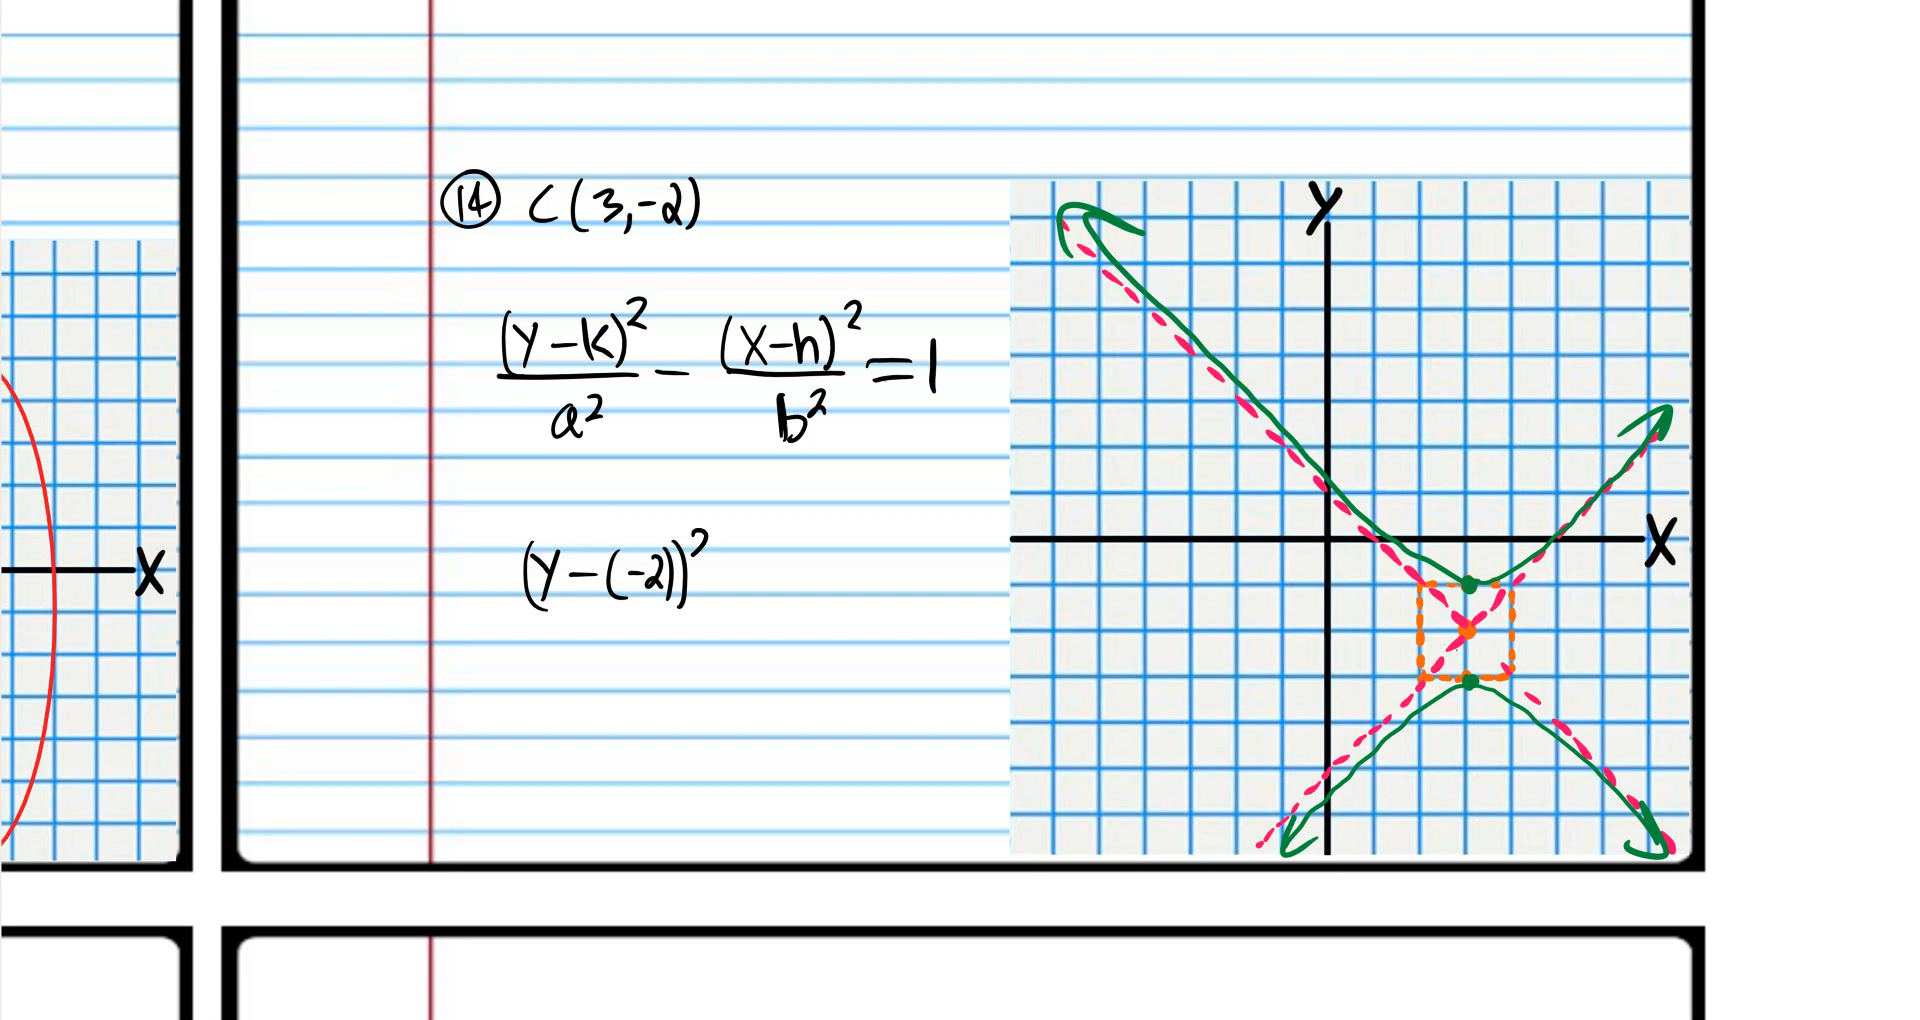 X
14 C(3,-2)
Y
(Y-k)² / a² - (X-h)² / b² = 1
X
(Y-(-2))²